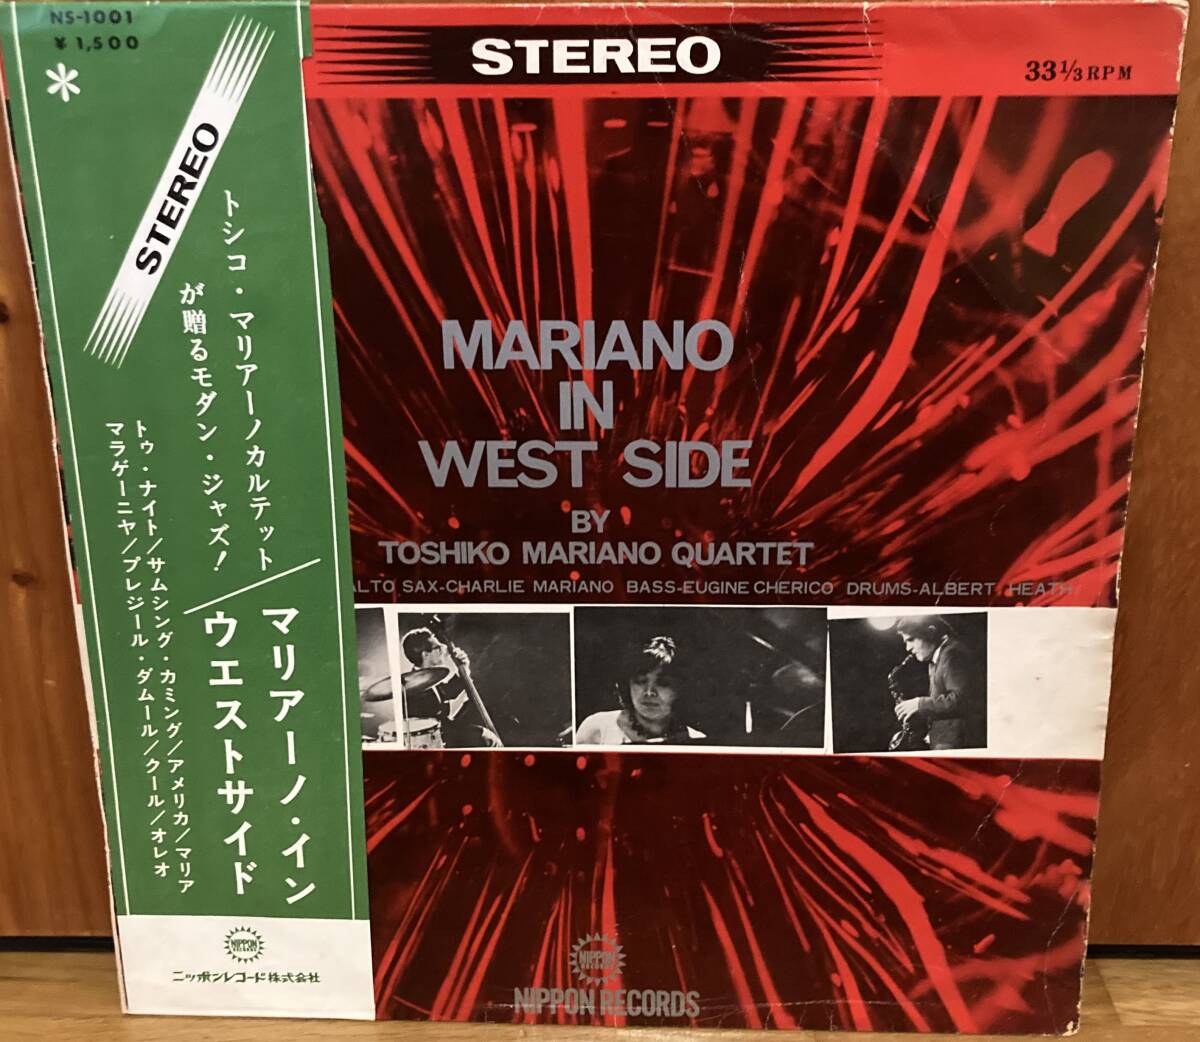 NS-1001
¥1,500
*
STEREO
トシコ・マリアーノカルテット
が贈るモダン・ジャズ!
マリアーノ・イン
ウエストサイド
トゥ・ナイト/サムシング・カミング/アメリカ/マリア
マラゲーニヤ/プレジール・ダムール/クール/オレオ
NIPPON
RECORDS
ニッポンレコード株式会社
STEREO
33⅓RPM
MARIANO
IN
WEST SIDE
BY
TOSHIKO MARIANO QUARTET
ALTO SAX-CHARLIE MARIANO BASS-EUGINE CHERICO DRUMS-ALBERT HEATH
NIPPON
RECORDS
NIPPON RECORDS